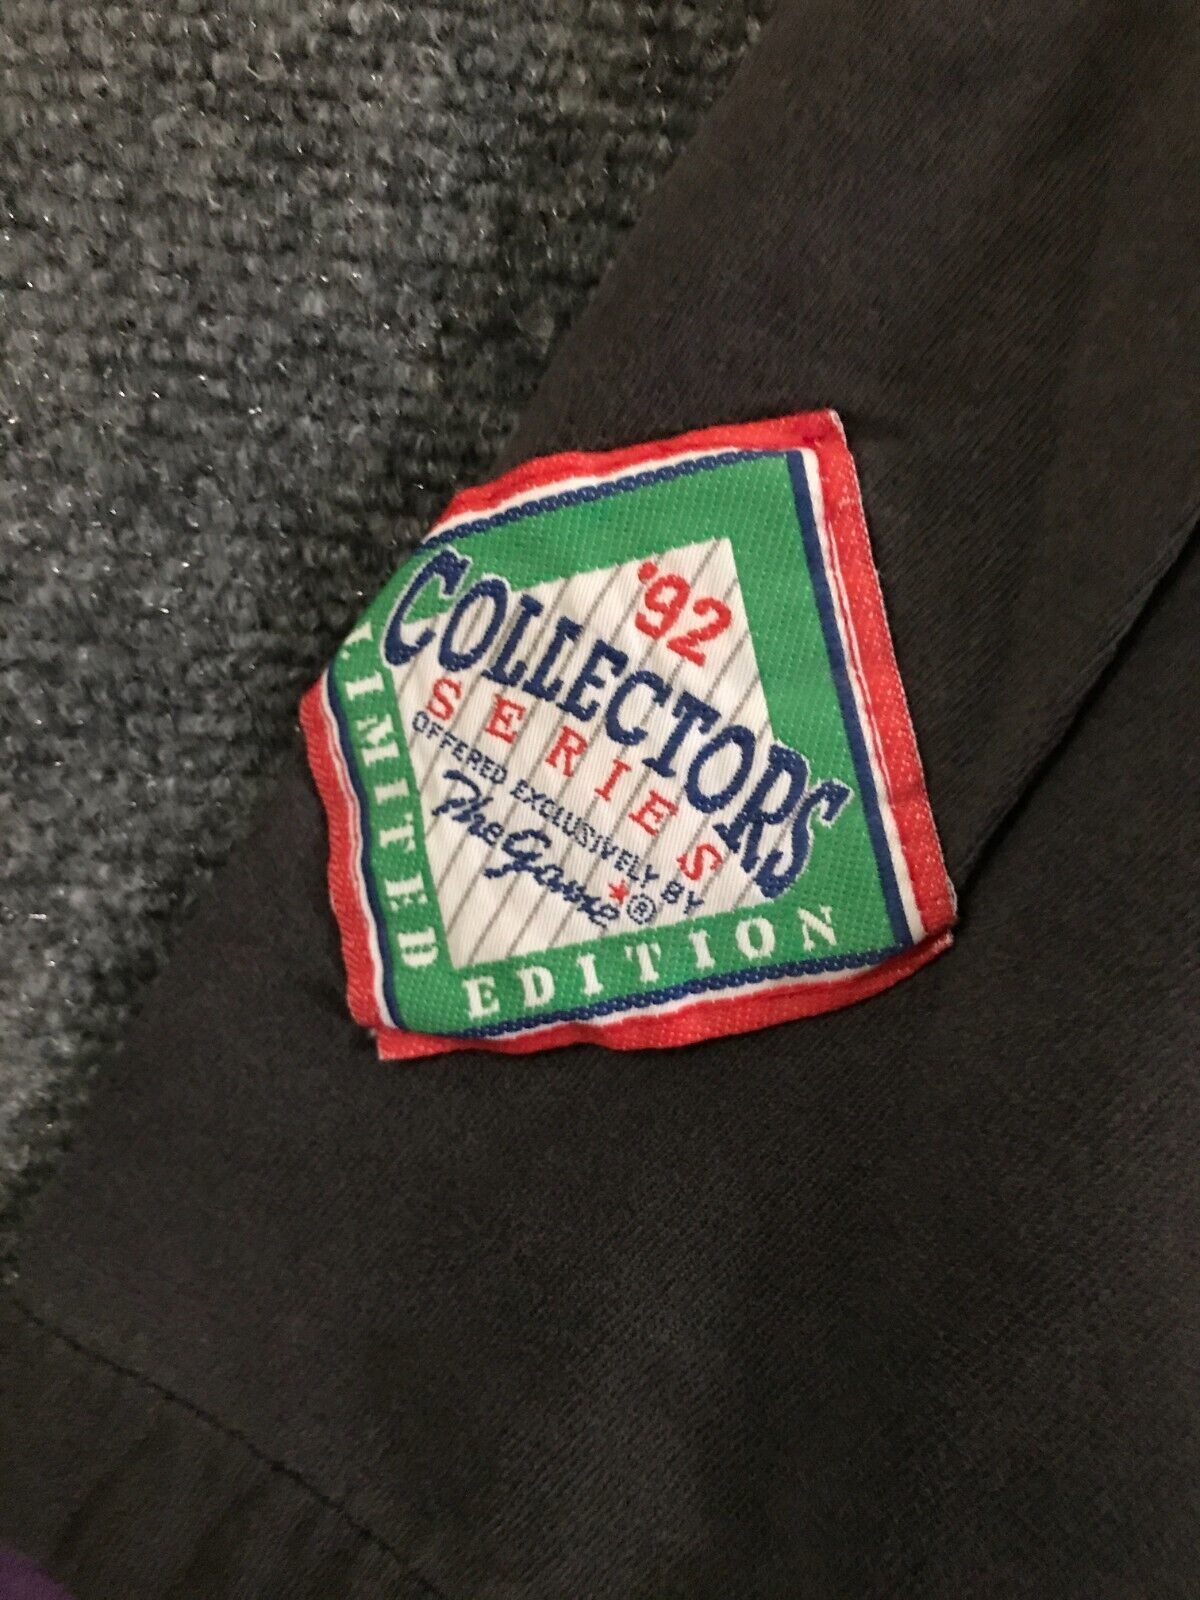 '92
COLLECTORS
SERIES
OFFERED EXCLUSIVELY BY
The Game ®
LIMITED
EDITION